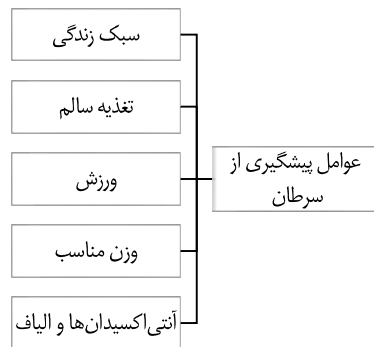 عوامل پیشگیری از
سرطان
سبک زندگی
تغذیه سالم
ورزش
وزن مناسب
آنتی‌اکسیدان‌ها و الیاف